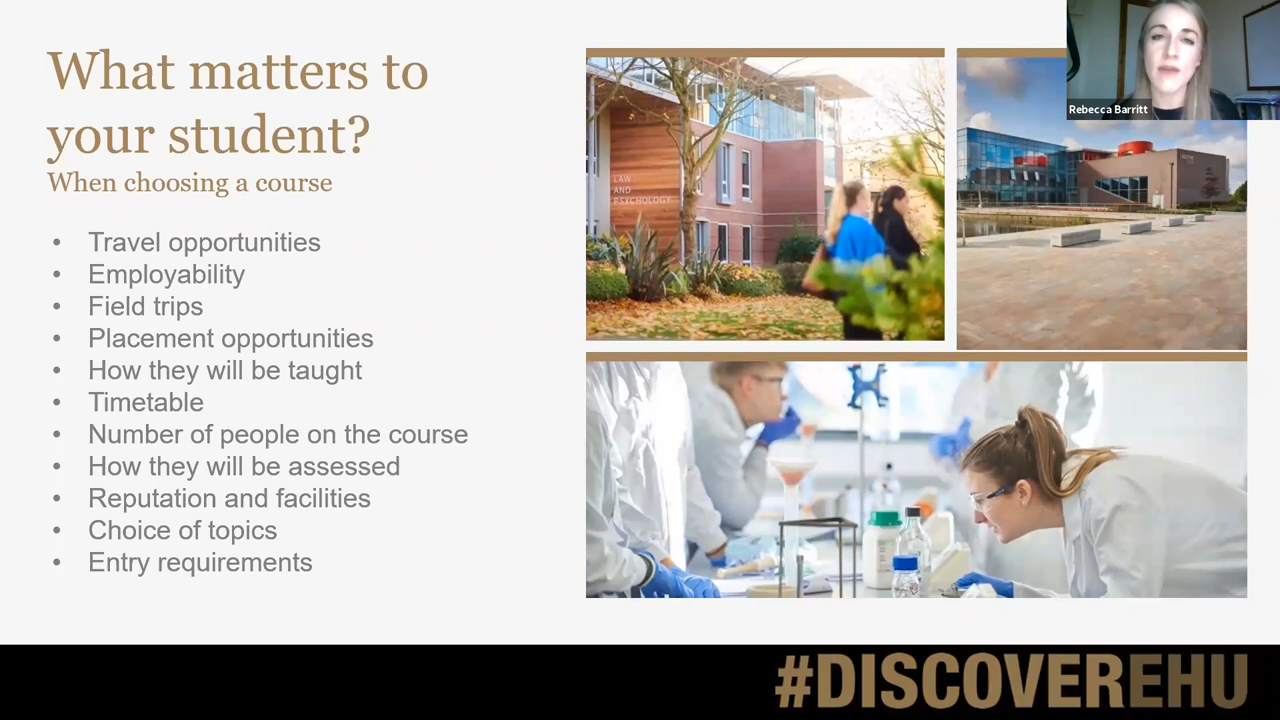 What matters to
your student?
When choosing a course
• Travel opportunities
• Employability
• Field trips
• Placement opportunities
• How they will be taught
• Timetable
• Number of people on the course
• How they will be assessed
• Reputation and facilities
• Choice of topics
• Entry requirements
LAW
AND
PSYCHOLOGY
Rebecca Barritt
#DISCOVEREHU